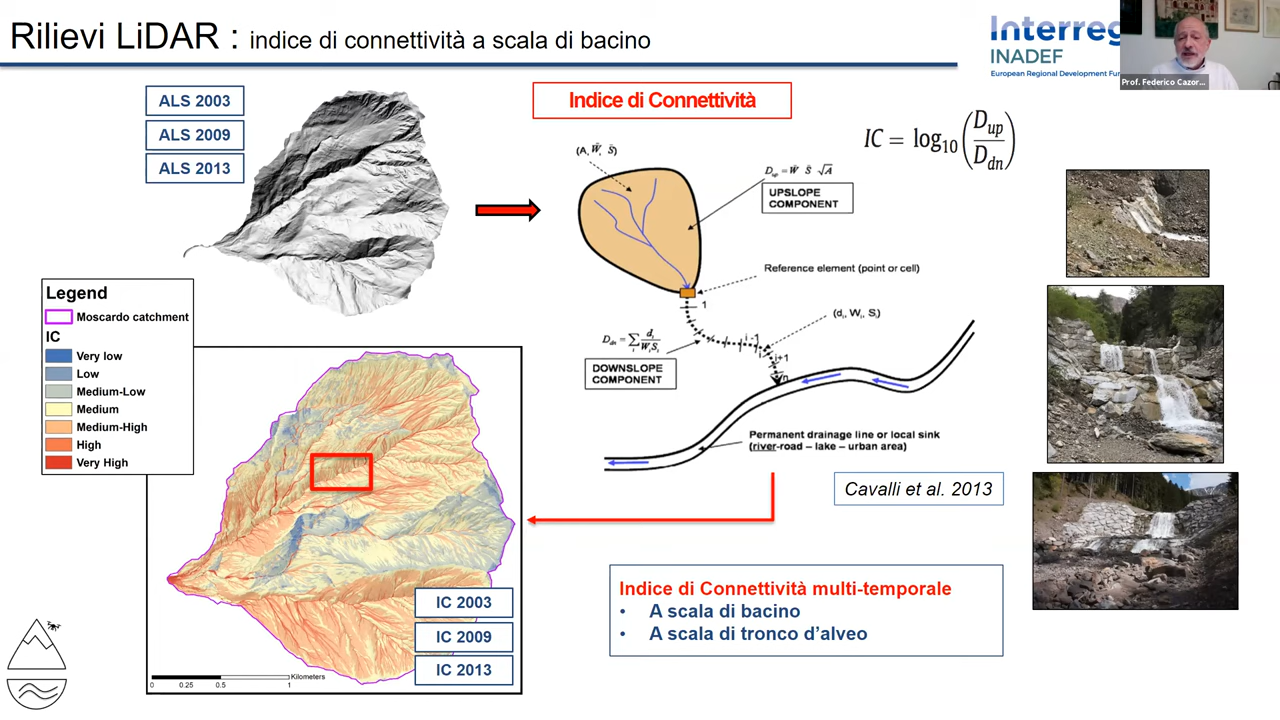 Rilievi LiDAR : indice di connettività a scala di bacino
Interreg
INADEF
European Regional Development Fun
Prof. Federico Cazor...
ALS 2003
ALS 2009
ALS 2013
Indice di Connettività
IC = log10 (Dup / Ddn)
(A, W̄, S̄)
Dup = W̄ S̄ √A
UPSLOPE
COMPONENT
Reference element (point or cell)
1
(di, Wi, Si)
Ddn = Σi di / WiSi
i-1
i
i+1
n
DOWNSLOPE
COMPONENT
Permanent drainage line or local sink
(river-road – lake – urban area)
Cavalli et al. 2013
Legend
Moscardo catchment
IC
Very low
Low
Medium-Low
Medium
Medium-High
High
Very High
IC 2003
IC 2009
IC 2013
Kilometers
0 0.25 0.5 1
Indice di Connettività multi-temporale
• A scala di bacino
• A scala di tronco d'alveo